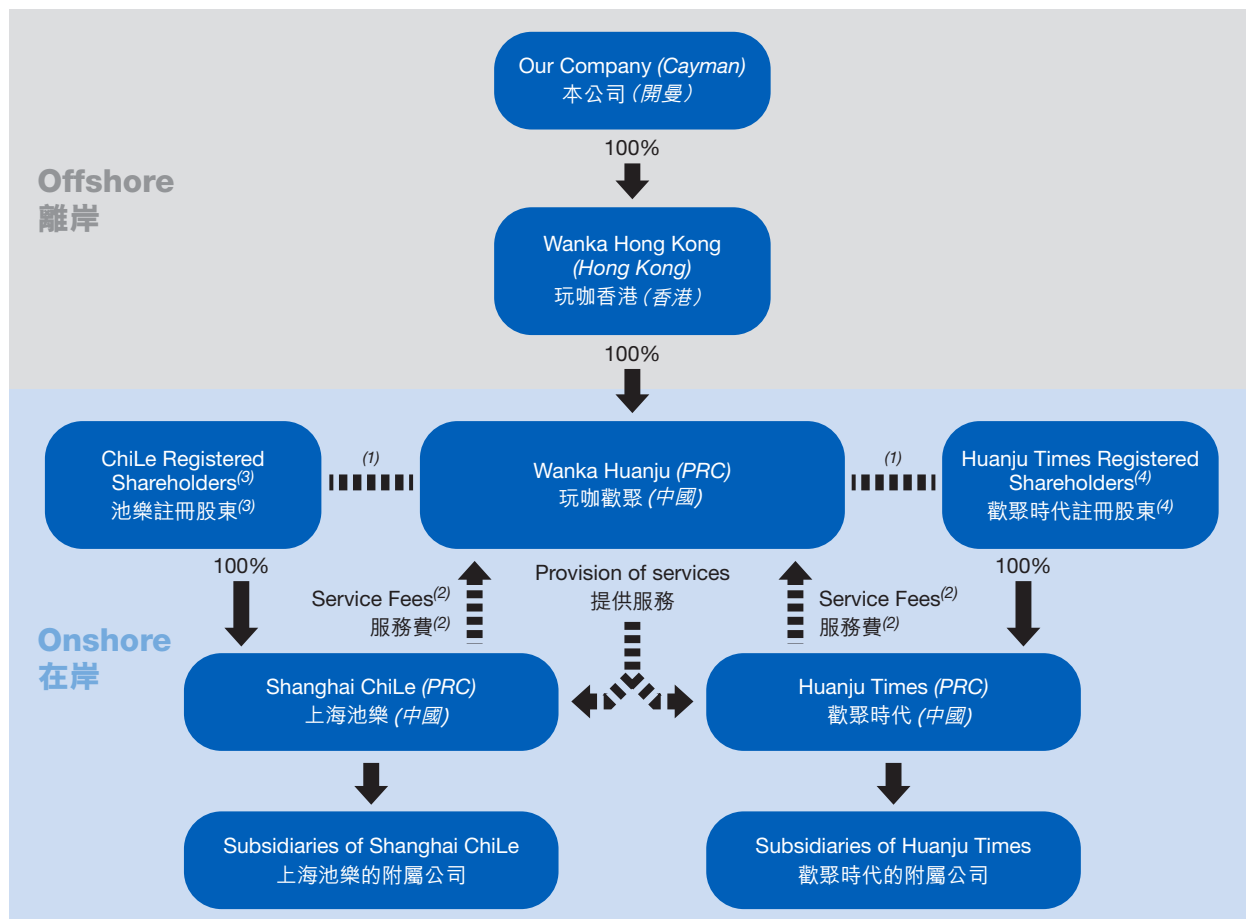 Our Company (Cayman)
本公司（開曼）
100%
Offshore
離岸
Wanka Hong Kong
(Hong Kong)
玩咖香港（香港）
100%
ChiLe Registered
Shareholders(3)
池樂註冊股東(3)
(1)
Wanka Huanju (PRC)
玩咖歡聚 (中國)
(1)
Huanju Times Registered
Shareholders(4)
歡聚時代註冊股東(4)
100%
Service Fees(2)
服務費(2)
Provision of services
提供服務
Service Fees(2)
服務費(2)
100%
Onshore
在岸
Shanghai ChiLe (PRC)
上海池樂 (中國)
Huanju Times (PRC)
歡聚時代 (中國)
Subsidiaries of Shanghai ChiLe
上海池樂的附屬公司
Subsidiaries of Huanju Times
歡聚時代的附屬公司